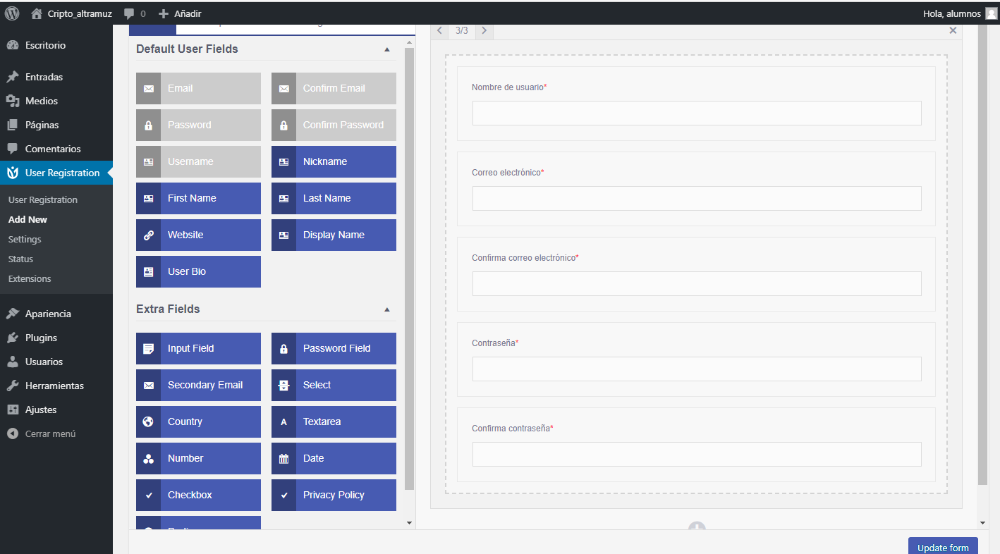 Cripto_altramuz
0
Añadir
Hola, alumnos
Escritorio
Entradas
Medios
Páginas
Comentarios
User Registration
User Registration
Add New
Settings
Status
Extensions
Apariencia
Plugins
Usuarios
Herramientas
Ajustes
Cerrar menú
Default User Fields
Email
Confirm Email
Password
Confirm Password
Username
Nickname
First Name
Last Name
Website
Display Name
User Bio
Extra Fields
Input Field
Password Field
Secondary Email
Select
Country
Textarea
Number
Date
Checkbox
Privacy Policy
3/3
Nombre de usuario*
Correo electrónico*
Confirma correo electrónico*
Contraseña*
Confirma contraseña*
Update form